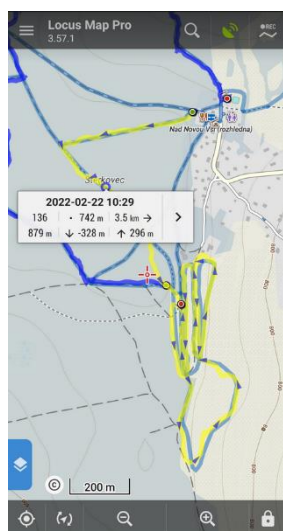 Locus Map Pro
3.57.1
REC
Nad Novou Vsí (rozhledna)
2022-02-22 10:29
136 · 742 m 3.5 km →
879 m ↓ -328 m ↑ 296 m
© 200 m